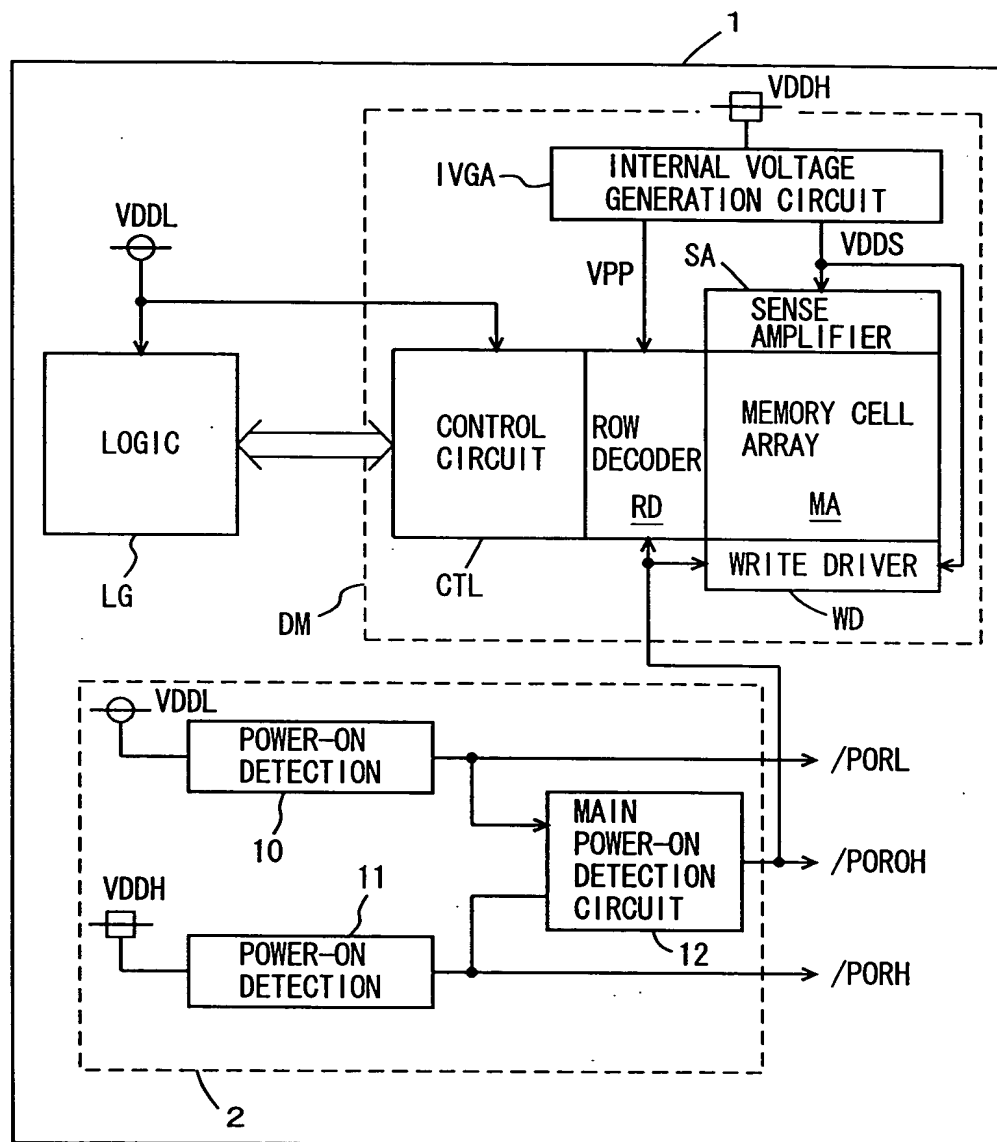 1
VDDH
IVGA
INTERNAL VOLTAGE
GENERATION CIRCUIT
VDDL
VPP
SA
VDDS
SENSE
AMPLIFIER
LOGIC
CONTROL
CIRCUIT
ROW
DECODER
RD
MEMORY CELL
ARRAY
MA
WRITE DRIVER
LG
DM
CTL
WD
VDDL
POWER-ON
DETECTION
10
/PORL
MAIN
POWER-ON
DETECTION
CIRCUIT
12
/POROH
VDDH
11
POWER-ON
DETECTION
/PORH
2